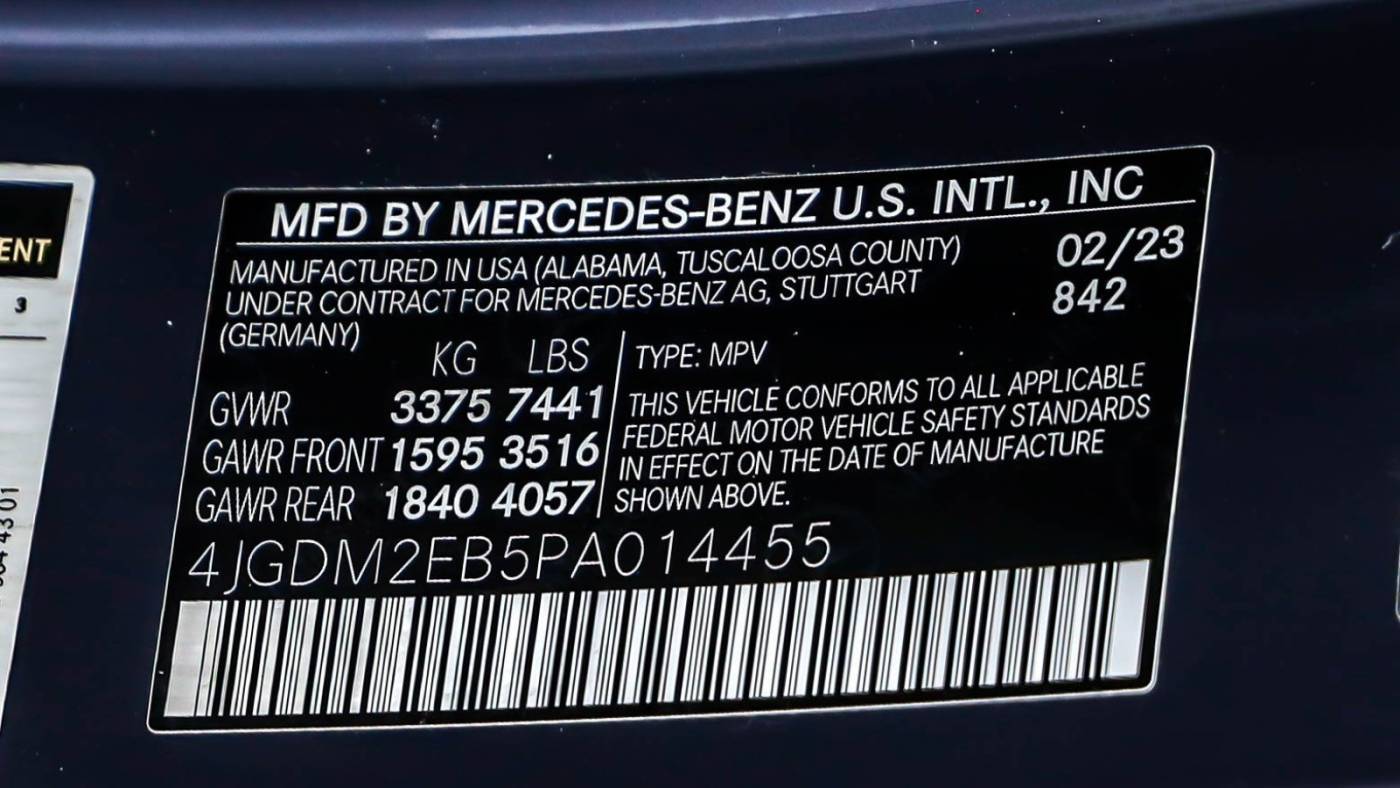 MFD BY MERCEDES-BENZ U.S. INTL., INC
MANUFACTURED IN USA (ALABAMA, TUSCALOOSA COUNTY)
UNDER CONTRACT FOR MERCEDES-BENZ AG, STUTTGART
(GERMANY)
02/23
842
KG LBS
GVWR 3375 7441
GAWR FRONT 1595 3516
GAWR REAR 1840 4057
TYPE: MPV
THIS VEHICLE CONFORMS TO ALL APPLICABLE
FEDERAL MOTOR VEHICLE SAFETY STANDARDS
IN EFFECT ON THE DATE OF MANUFACTURE
SHOWN ABOVE.
4JGDM2EB5PA014455
ENT
3
43 01